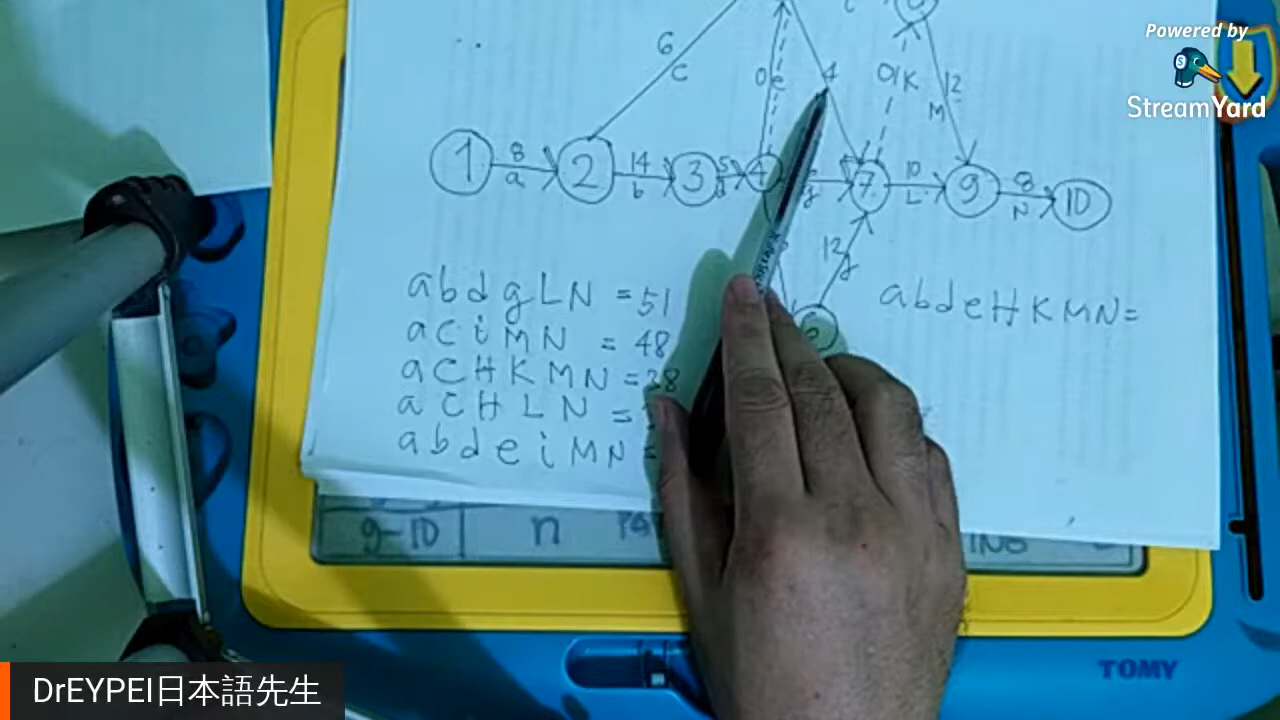 Powered by
StreamYard
6
C
0 e
4
0 K
12
M
1
8
a
2
14
b
3
5
d
4
g
7
10
L
9
8
N
10
12
j
abdgLN =51
aciMN = 48
aCHKMN =38
aCHLN =
abdeiMN =
abdeHKMN=
9-10
n
TOMY
DrEYPEI日本語先生